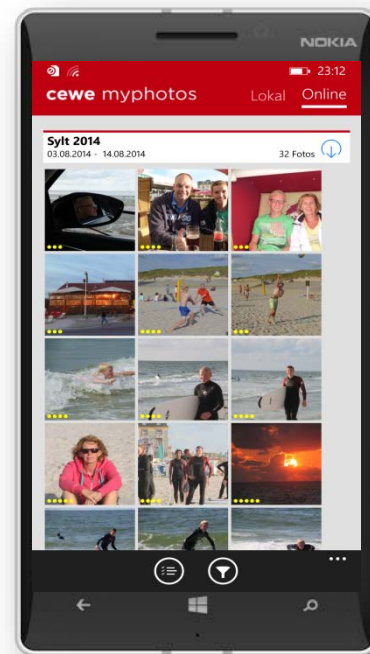 NOKIA
23:12
cewe myphotos
Lokal
Online
Sylt 2014
03.08.2014 - 14.08.2014
32 Fotos